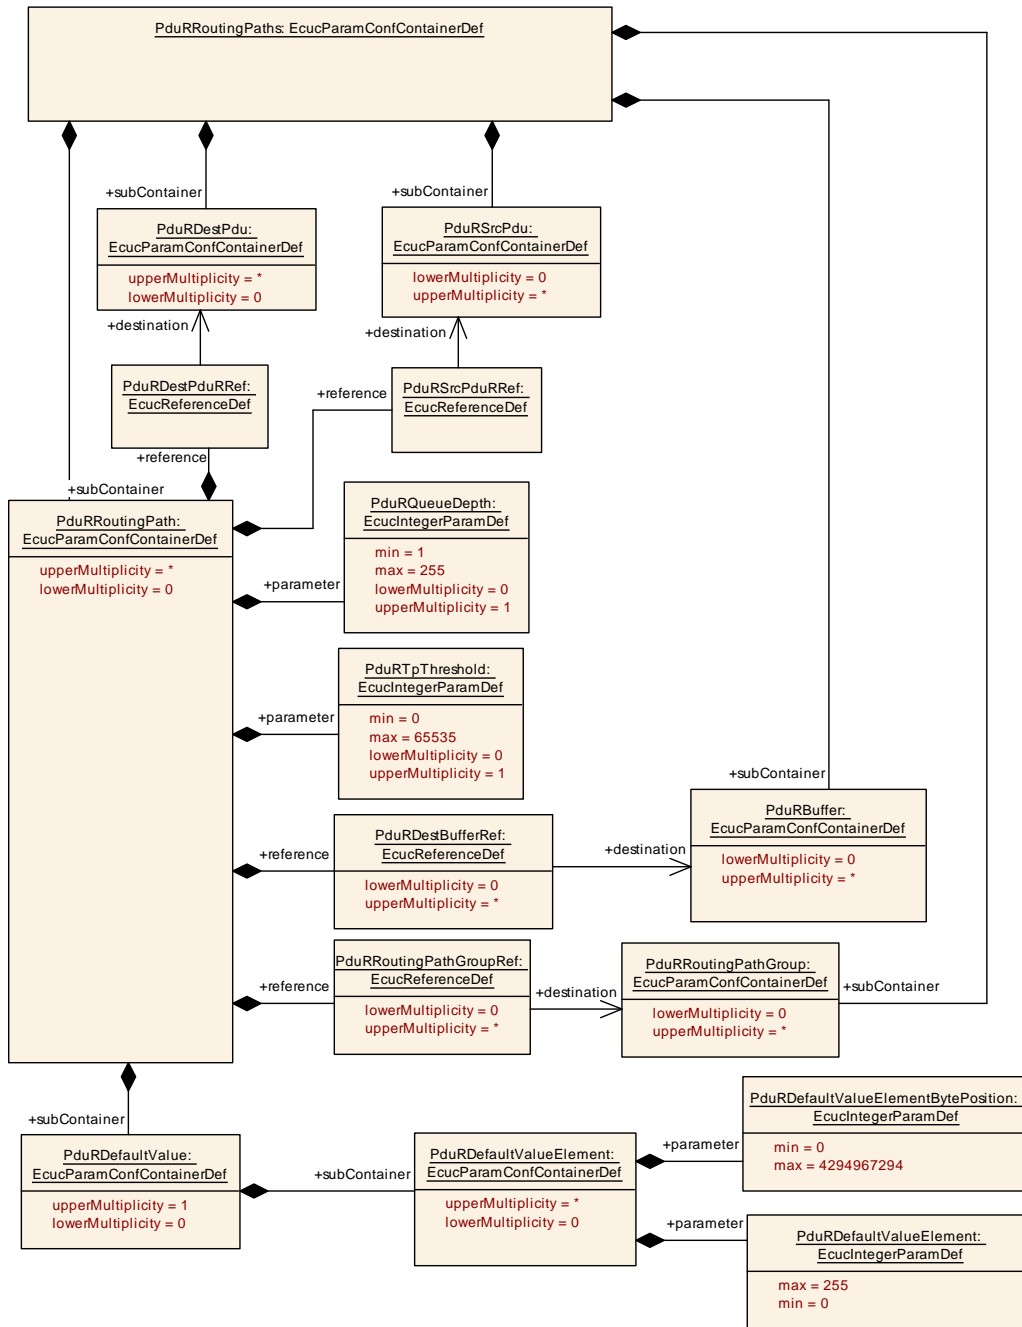 PduRRoutingPaths: EcucParamConfContainerDef
+subContainer
+subContainer
PduRDestPdu:
EcucParamConfContainerDef
upperMultiplicity = *
lowerMultiplicity = 0
PduRSrcPdu:
EcucParamConfContainerDef
lowerMultiplicity = 0
upperMultiplicity = *
+destination
+destination
PduRDestPduRRef:
EcucReferenceDef
+reference
PduRSrcPduRRef:
EcucReferenceDef
+reference
+subContainer
PduRRoutingPath:
EcucParamConfContainerDef
upperMultiplicity = *
lowerMultiplicity = 0
PduRQueueDepth:
EcucIntegerParamDef
min = 1
max = 255
lowerMultiplicity = 0
upperMultiplicity = 1
+parameter
PduRTpThreshold:
EcucIntegerParamDef
min = 0
max = 65535
lowerMultiplicity = 0
upperMultiplicity = 1
+parameter
+subContainer
PduRBuffer:
EcucParamConfContainerDef
lowerMultiplicity = 0
upperMultiplicity = *
PduRDestBufferRef:
EcucReferenceDef
lowerMultiplicity = 0
upperMultiplicity = *
+reference
+destination
PduRRoutingPathGroupRef:
EcucReferenceDef
lowerMultiplicity = 0
upperMultiplicity = *
+reference
+destination
PduRRoutingPathGroup:
EcucParamConfContainerDef
lowerMultiplicity = 0
upperMultiplicity = *
+subContainer
+subContainer
PduRDefaultValue:
EcucParamConfContainerDef
upperMultiplicity = 1
lowerMultiplicity = 0
+subContainer
PduRDefaultValueElement:
EcucParamConfContainerDef
upperMultiplicity = *
lowerMultiplicity = 0
+parameter
PduRDefaultValueElementBytePosition:
EcucIntegerParamDef
min = 0
max = 4294967294
+parameter
PduRDefaultValueElement:
EcucIntegerParamDef
max = 255
min = 0